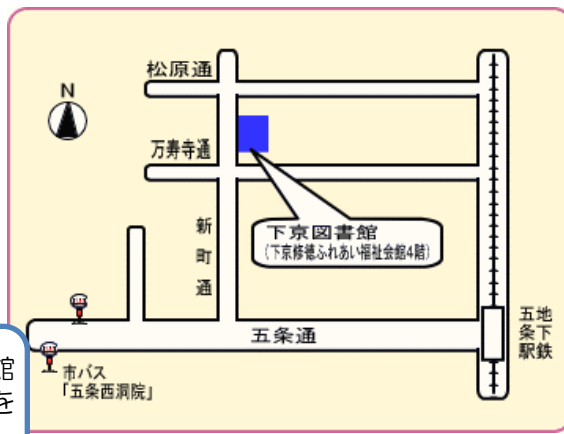 松原通
N
万寿寺通
下京図書館
(下京修徳ふれあい福祉会館4階)
新町通
五条通
地下鉄
五条駅
市バス
「五条西洞院」
館
を